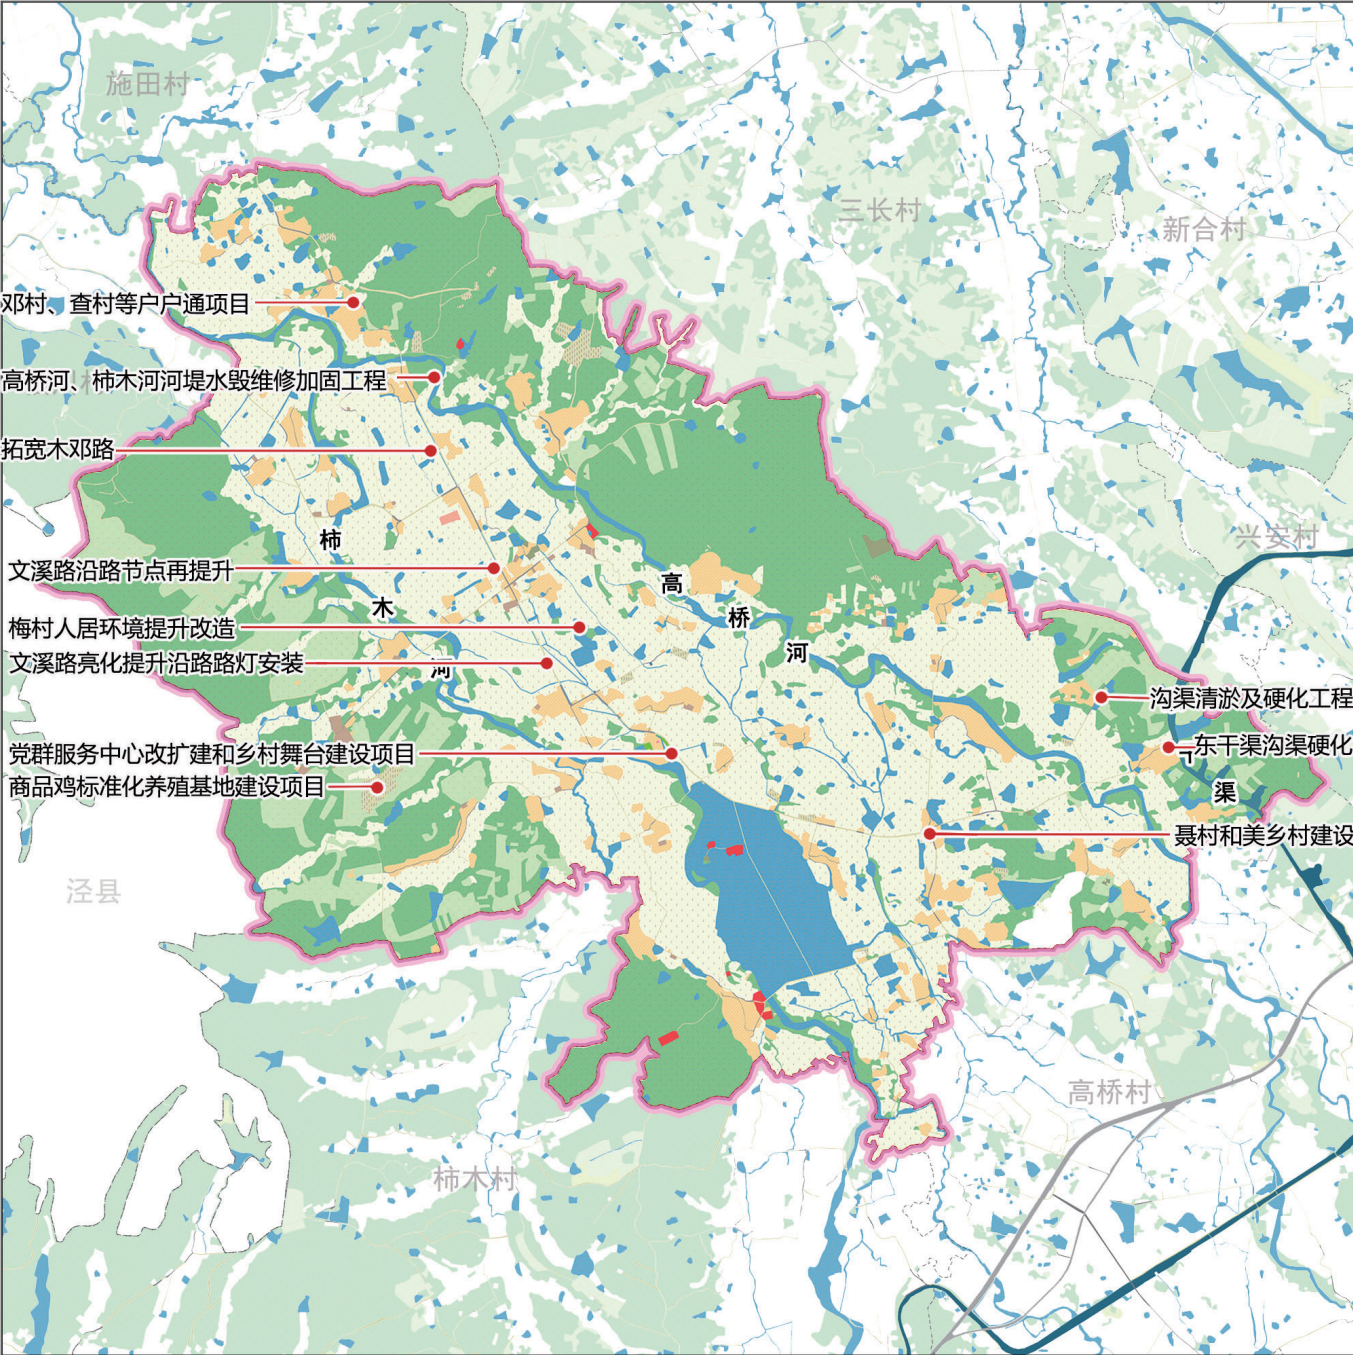 施田村
三长村
新合村
邓村、查村等户户通项目
高桥河、柿木河河堤水毁维修加固工程
拓宽木邓路
兴安村
柿
木
河
文溪路沿路节点再提升
高
桥
河
梅村人居环境提升改造
文溪路亮化提升沿路路灯安装
沟渠清淤及硬化工程
东干渠沟渠硬化
干
渠
党群服务中心改扩建和乡村舞台建设项目
商品鸡标准化养殖基地建设项目
聂村和美乡村建设
泾县
高桥村
柿木村